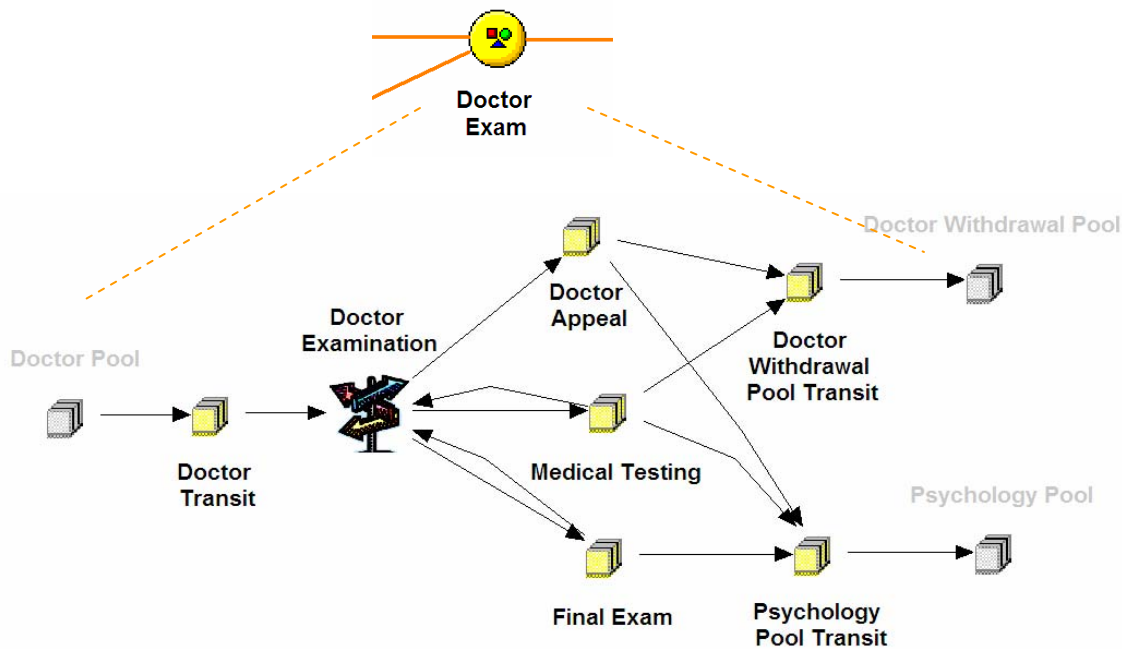 Doctor
Exam
Doctor Withdrawal Pool
Doctor
Appeal
Doctor
Examination
Doctor
Withdrawal
Pool Transit
Doctor Pool
Doctor
Transit
Medical Testing
Psychology Pool
Final Exam
Psychology
Pool Transit